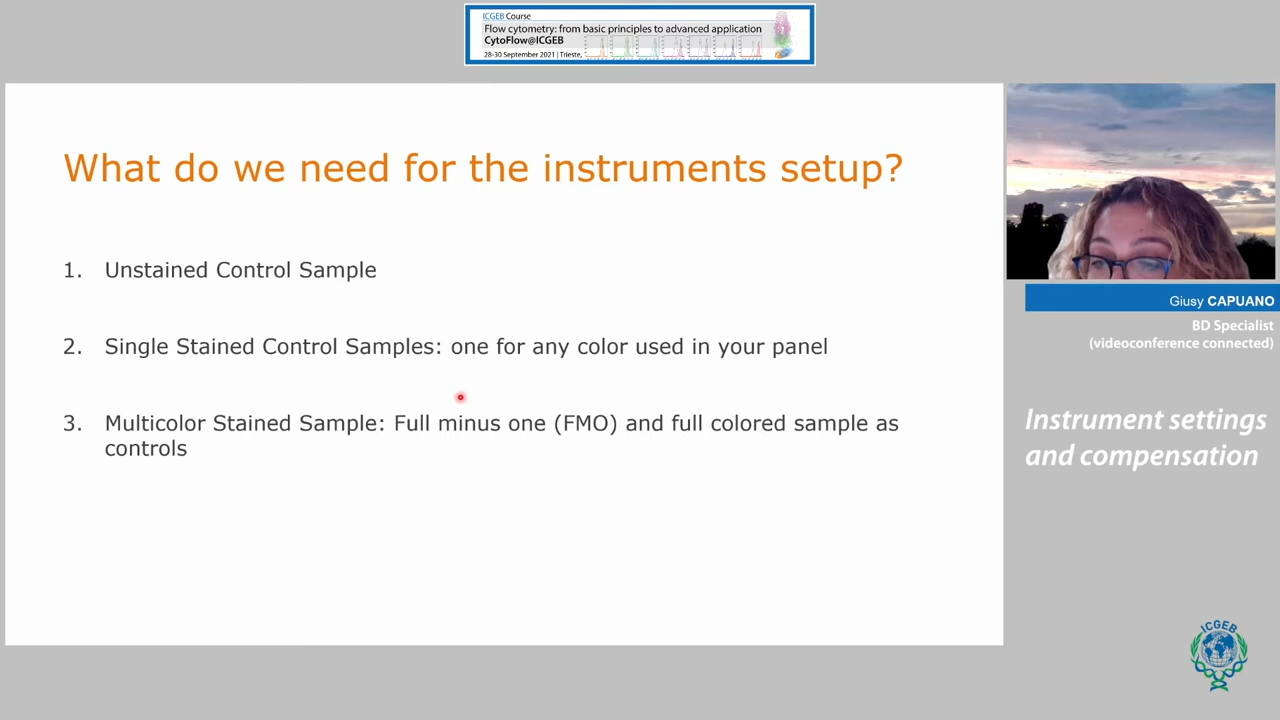 ICGEB Course
Flow cytometry: from basic principles to advanced application
CytoFlow@ICGEB
28-30 September 2021 | Trieste,
What do we need for the instruments setup?
1. Unstained Control Sample
2. Single Stained Control Samples: one for any color used in your panel
3. Multicolor Stained Sample: Full minus one (FMO) and full colored sample as
controls
Giusy CAPUANO
BD Specialist
(videoconference connected)
Instrument settings
and compensation
ICGEB